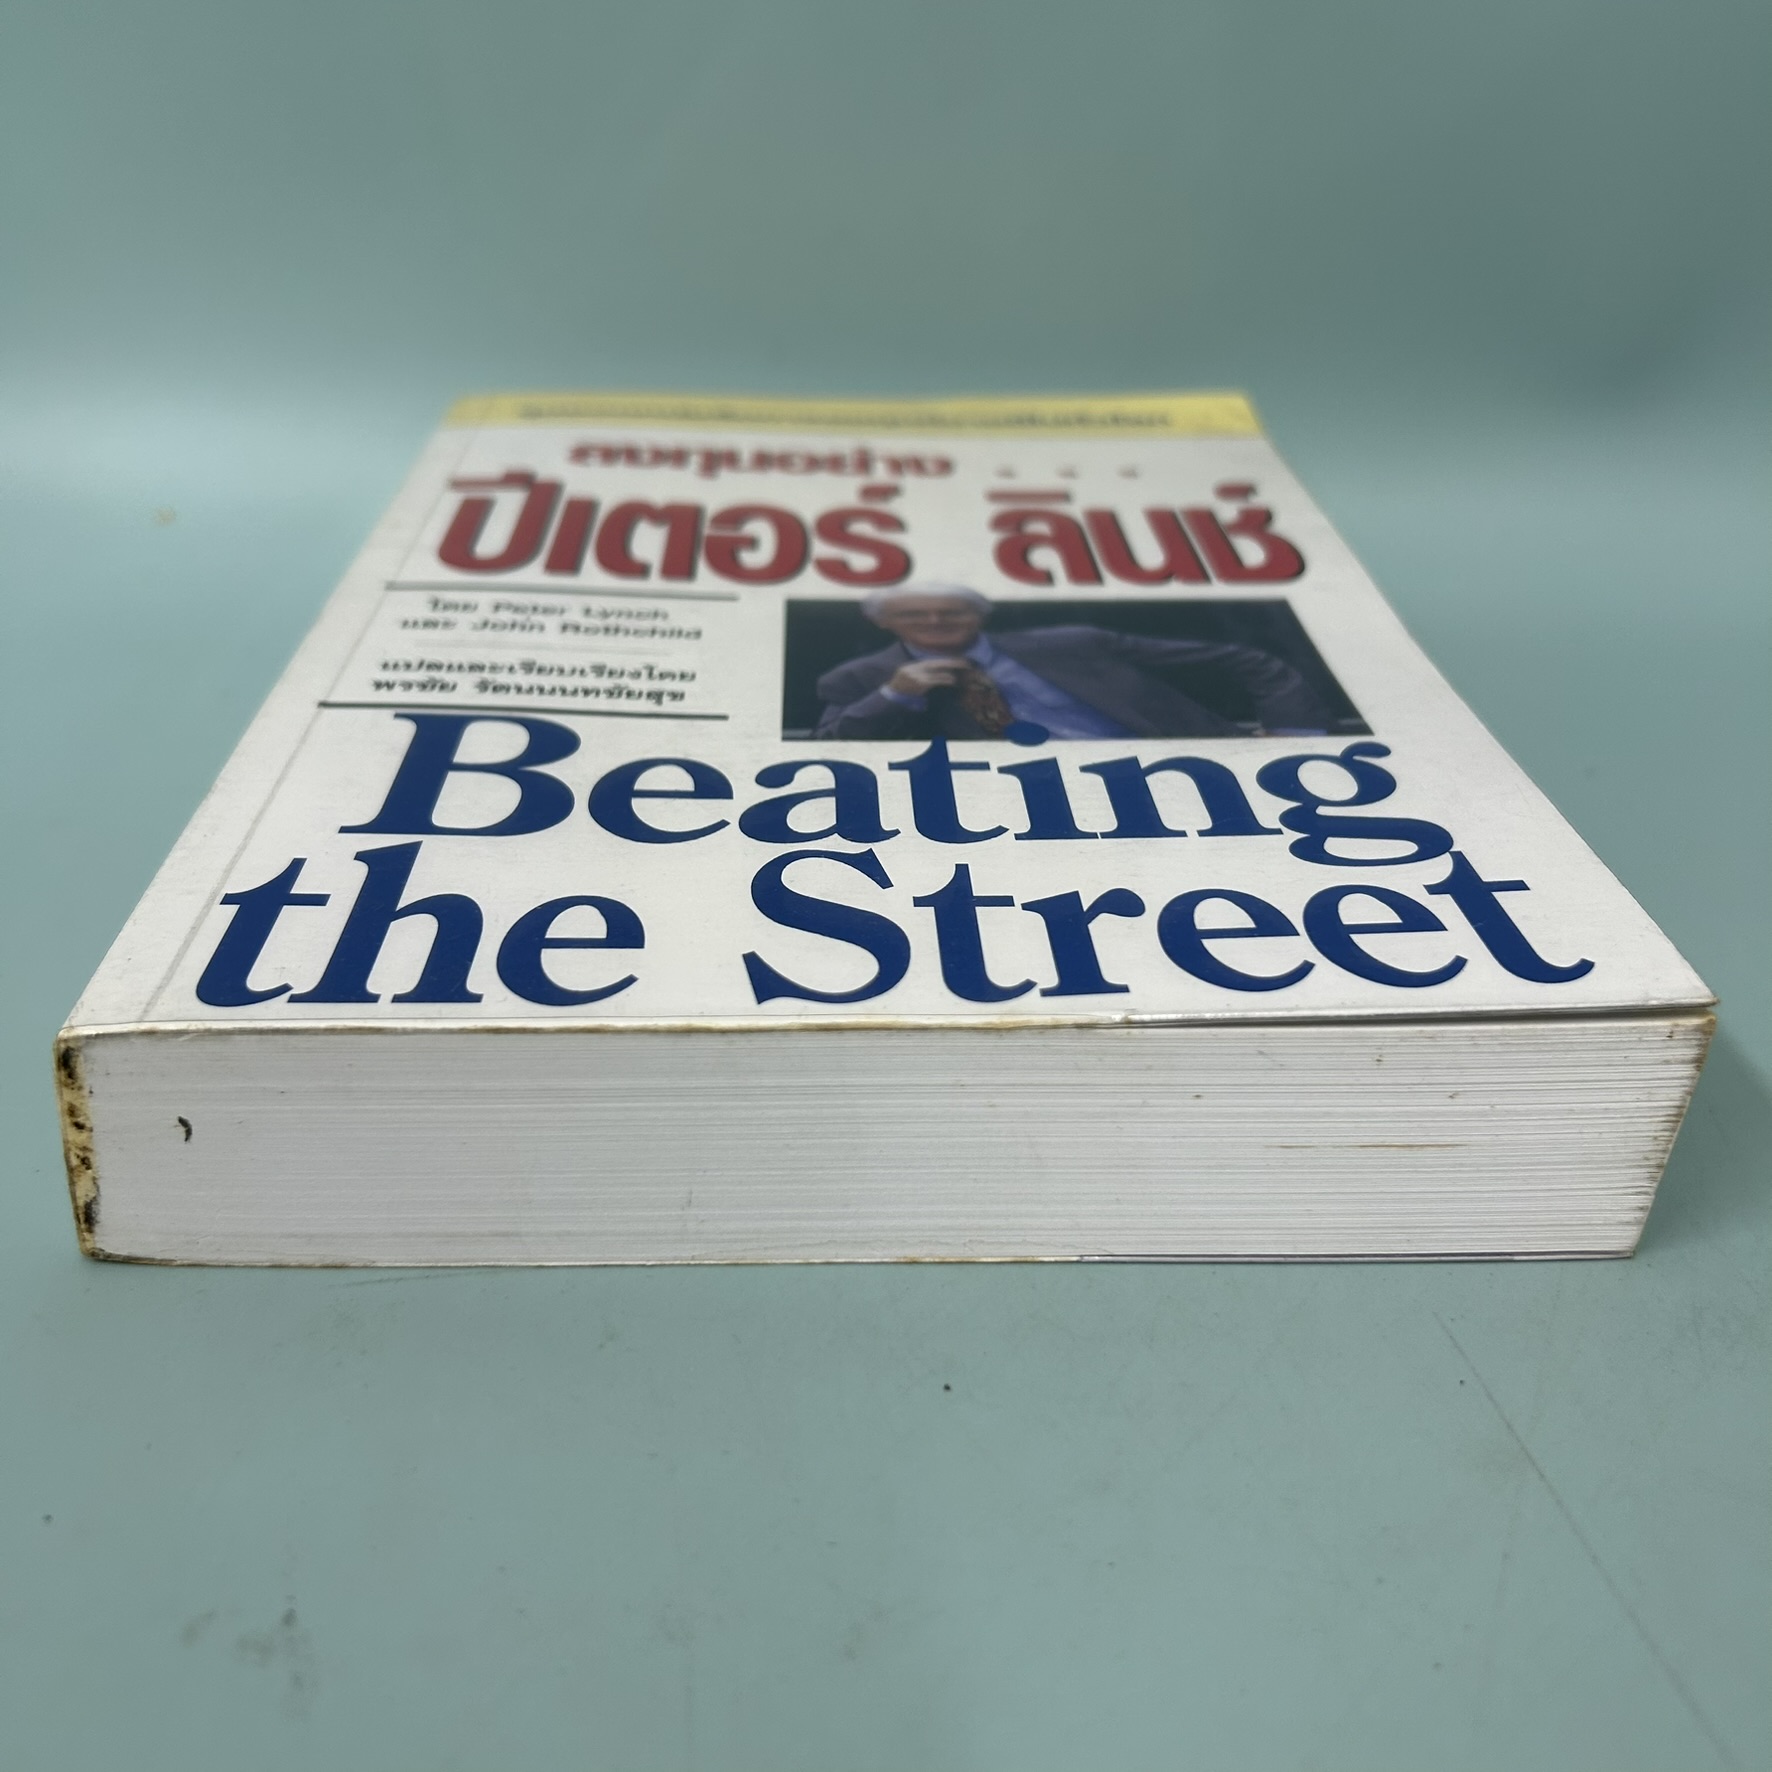 ลงทุนอย่าง . . .
ปีเตอร์ ลินช์
โดย Peter Lynch
และ John Rothchild
แปลและเรียบเรียงโดย
พรชัย รัตนนนทชัยสุข
Beating
the Street